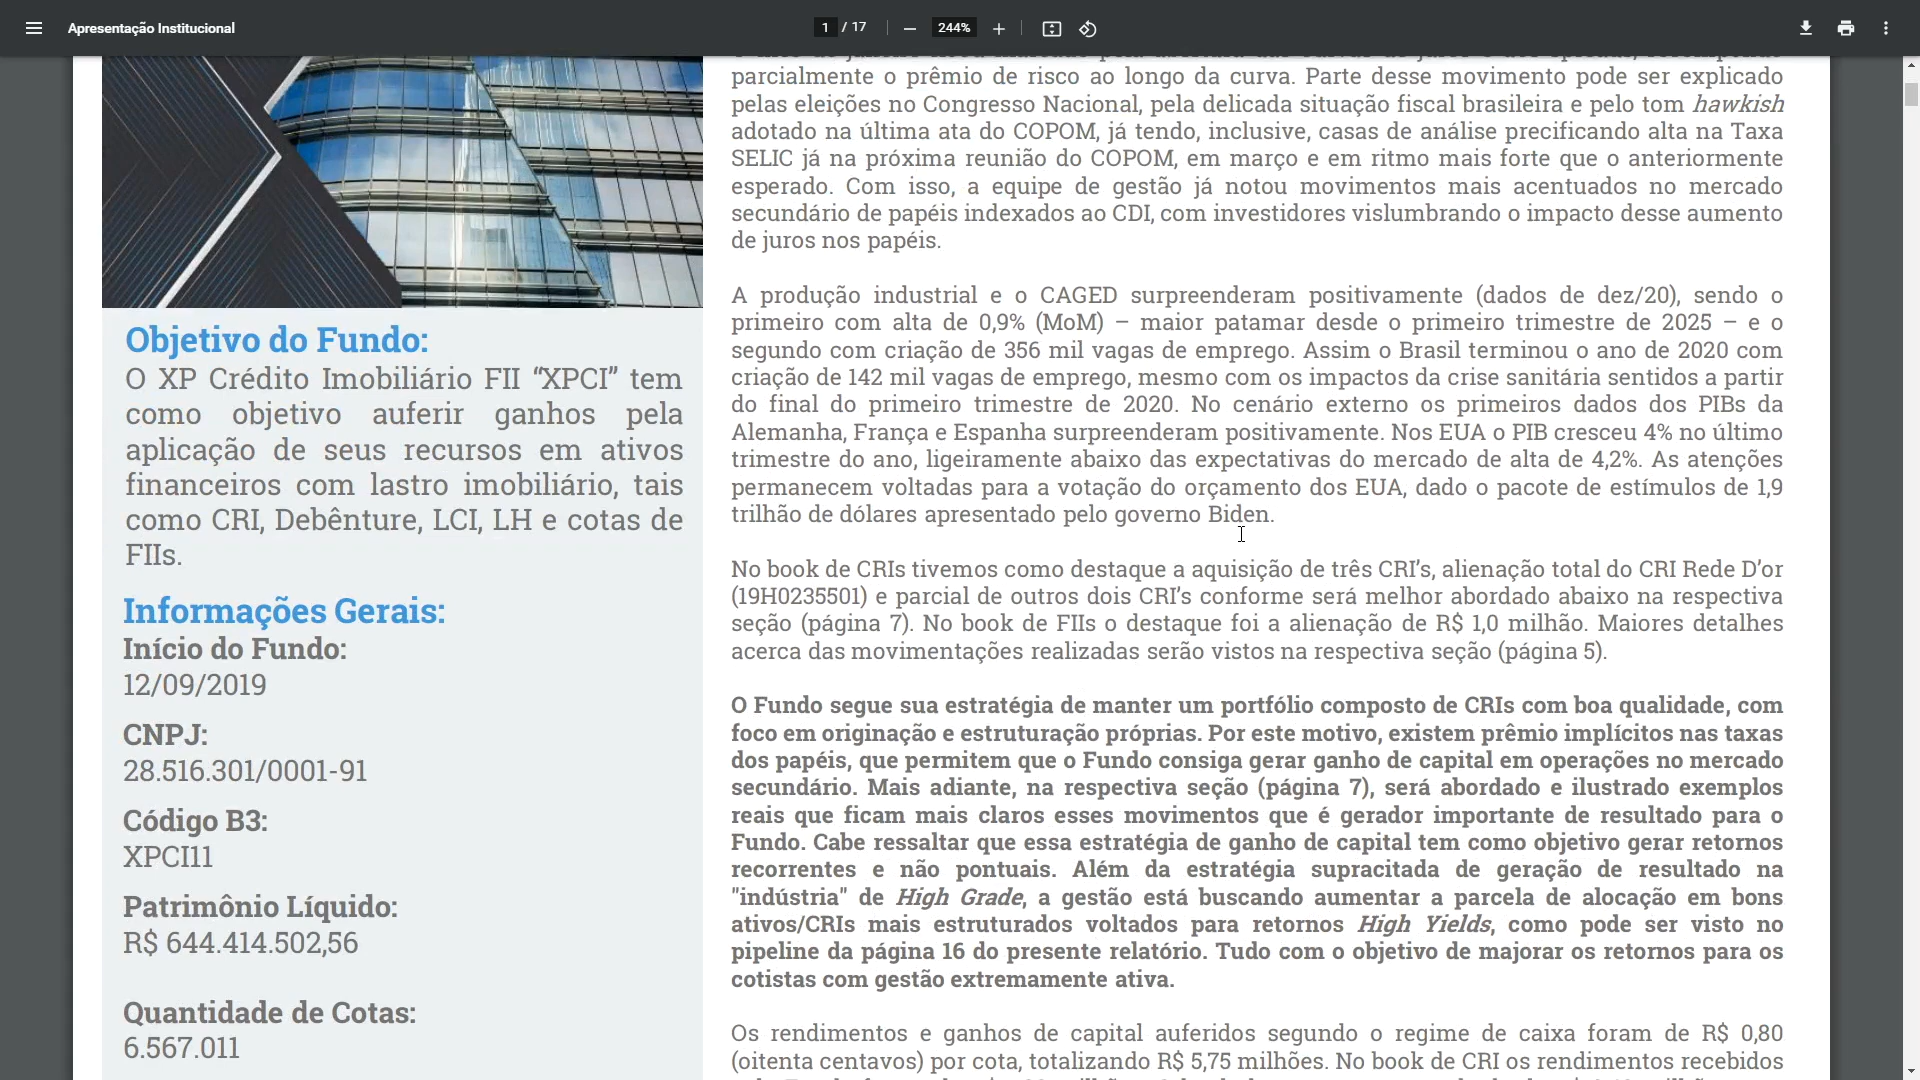 Apresentação Institucional
1 / 17
244%
parcialmente o prêmio de risco ao longo da curva. Parte desse movimento pode ser explicado
pelas eleições no Congresso Nacional, pela delicada situação fiscal brasileira e pelo tom hawkish
adotado na última ata do COPOM, já tendo, inclusive, casas de análise precificando alta na Taxa
SELIC já na próxima reunião do COPOM, em março e em ritmo mais forte que o anteriormente
esperado. Com isso, a equipe de gestão já notou movimentos mais acentuados no mercado
secundário de papéis indexados ao CDI, com investidores vislumbrando o impacto desse aumento
de juros nos papéis.
A produção industrial e o CAGED surpreenderam positivamente (dados de dez/20), sendo o
primeiro com alta de 0,9% (MoM) – maior patamar desde o primeiro trimestre de 2025 – e o
segundo com criação de 356 mil vagas de emprego. Assim o Brasil terminou o ano de 2020 com
criação de 142 mil vagas de emprego, mesmo com os impactos da crise sanitária sentidos a partir
do final do primeiro trimestre de 2020. No cenário externo os primeiros dados dos PIBs da
Alemanha, França e Espanha surpreenderam positivamente. Nos EUA o PIB cresceu 4% no último
trimestre do ano, ligeiramente abaixo das expectativas do mercado de alta de 4,2%. As atenções
permanecem voltadas para a votação do orçamento dos EUA, dado o pacote de estímulos de 1,9
trilhão de dólares apresentado pelo governo Biden.
No book de CRIs tivemos como destaque a aquisição de três CRI’s, alienação total do CRI Rede D’or
(19H0235501) e parcial de outros dois CRI’s conforme será melhor abordado abaixo na respectiva
seção (página 7). No book de FIIs o destaque foi a alienação de R$ 1,0 milhão. Maiores detalhes
acerca das movimentações realizadas serão vistos na respectiva seção (página 5).
O Fundo segue sua estratégia de manter um portfólio composto de CRIs com boa qualidade, com
foco em originação e estruturação próprias. Por este motivo, existem prêmio implícitos nas taxas
dos papéis, que permitem que o Fundo consiga gerar ganho de capital em operações no mercado
secundário. Mais adiante, na respectiva seção (página 7), será abordado e ilustrado exemplos
reais que ficam mais claros esses movimentos que é gerador importante de resultado para o
Fundo. Cabe ressaltar que essa estratégia de ganho de capital tem como objetivo gerar retornos
recorrentes e não pontuais. Além da estratégia supracitada de geração de resultado na
"indústria" de High Grade, a gestão está buscando aumentar a parcela de alocação em bons
ativos/CRIs mais estruturados voltados para retornos High Yields, como pode ser visto no
pipeline da página 16 do presente relatório. Tudo com o objetivo de majorar os retornos para os
cotistas com gestão extremamente ativa.
Os rendimentos e ganhos de capital auferidos segundo o regime de caixa foram de R$ 0,80
(oitenta centavos) por cota, totalizando R$ 5,75 milhões. No book de CRI os rendimentos recebidos
Objetivo do Fundo:
O XP Crédito Imobiliário FII “XPCI” tem
como objetivo auferir ganhos pela
aplicação de seus recursos em ativos
financeiros com lastro imobiliário, tais
como CRI, Debênture, LCI, LH e cotas de
FIIs.
Informações Gerais:
Início do Fundo:
12/09/2019
CNPJ:
28.516.301/0001-91
Código B3:
XPCI11
Patrimônio Líquido:
R$ 644.414.502,56
Quantidade de Cotas:
6.567.011